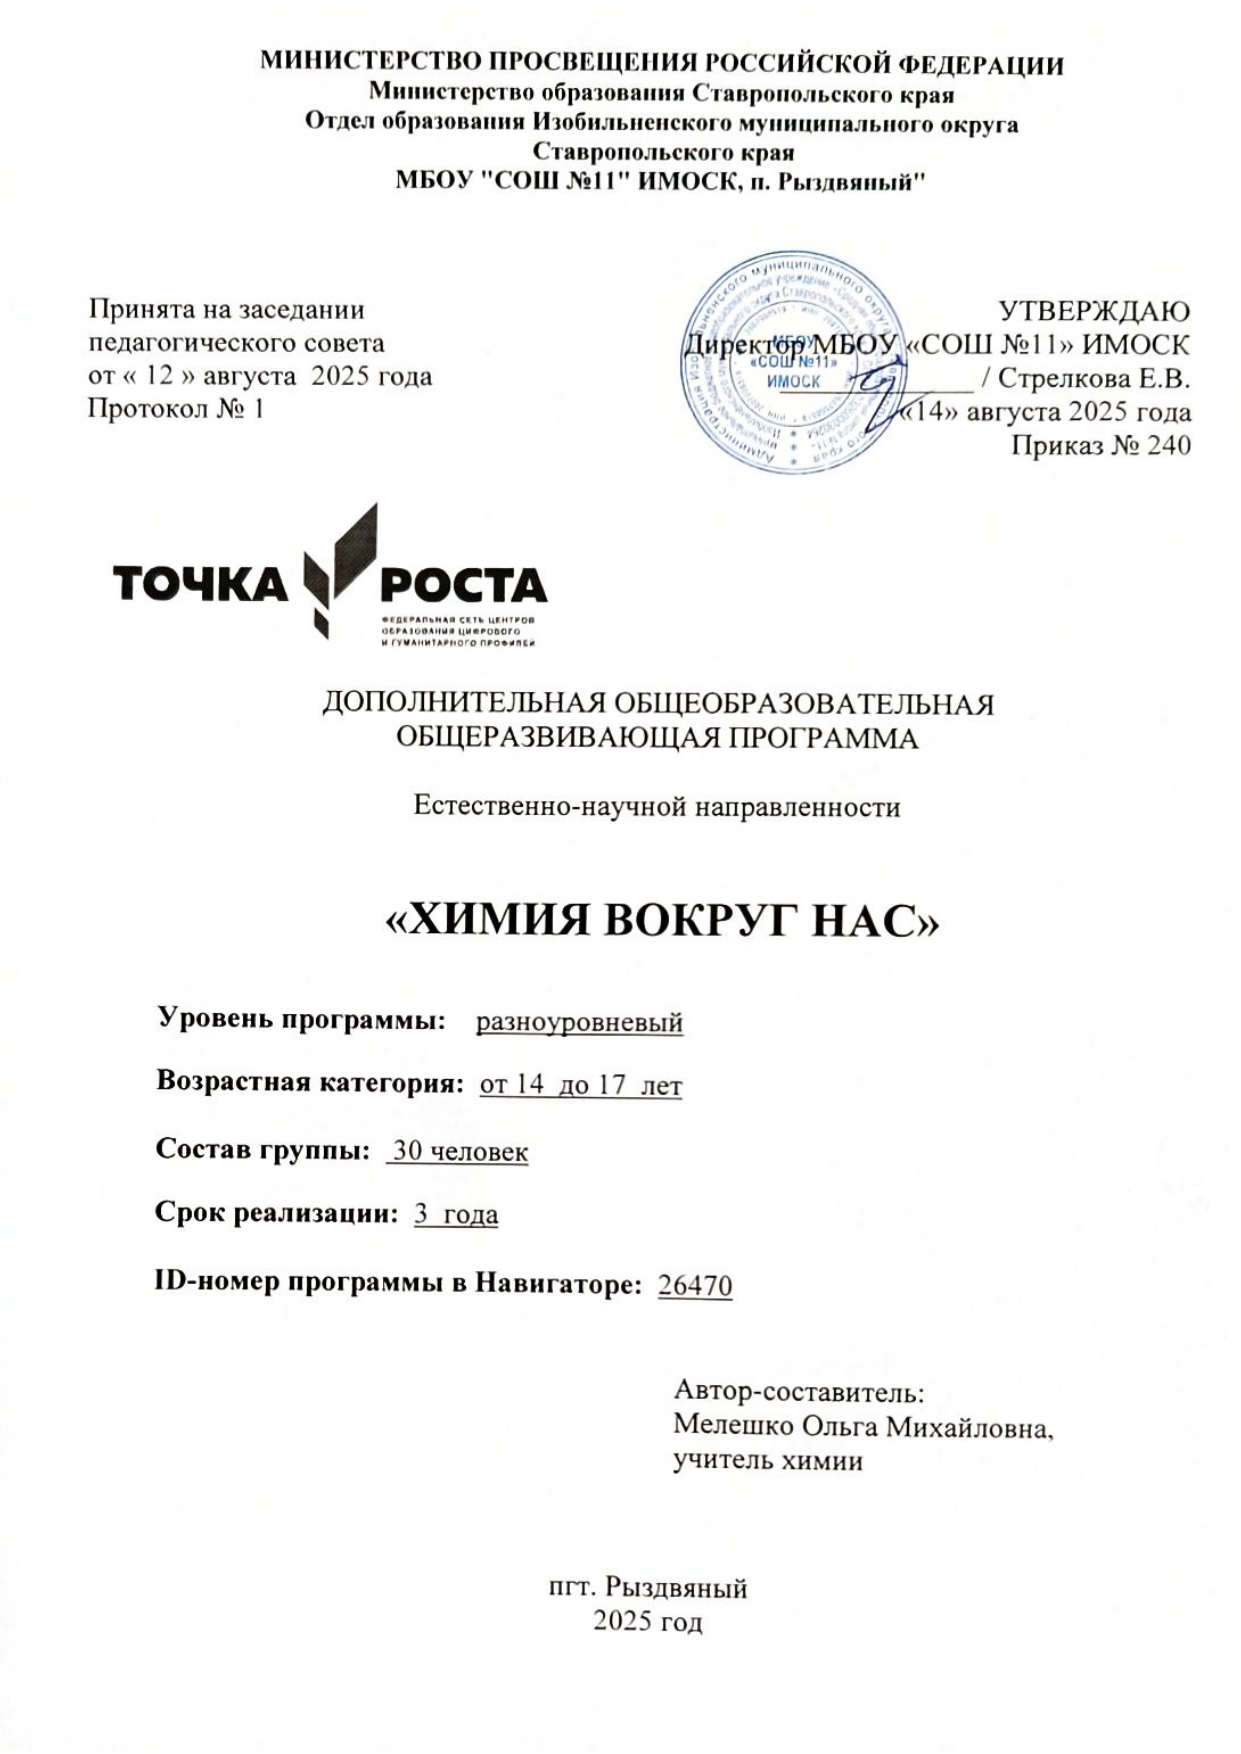 МИНИСТЕРСТВО ПРОСВЕЩЕНИЯ РОССИЙСКОЙ ФЕДЕРАЦИИ
Министерство образования Ставропольского края
Отдел образования Изобильненского муниципального округа
Ставропольского края
МБОУ "СОШ №11" ИМОСК, п. Рыздвяный"
Принята на заседании
педагогического совета
от « 12 » августа 2025 года
Протокол № 1
УТВЕРЖДАЮ
Директор МБОУ «СОШ №11» ИМОСК
/ Стрелкова Е.В.
«14» августа 2025 года
Приказ № 240
МБОУ
«СОШ №11»
ИМОСК
ТОЧКА РОСТА
ФЕДЕРАЛЬНАЯ СЕТЬ ЦЕНТРОВ
ОБРАЗОВАНИЯ ЦИФРОВОГО
И ГУМАНИТАРНОГО ПРОФИЛЕЙ
ДОПОЛНИТЕЛЬНАЯ ОБЩЕОБРАЗОВАТЕЛЬНАЯ
ОБЩЕРАЗВИВАЮЩАЯ ПРОГРАММА
Естественно-научной направленности
«ХИМИЯ ВОКРУГ НАС»
Уровень программы: разноуровневый
Возрастная категория: от 14 до 17 лет
Состав группы: 30 человек
Срок реализации: 3 года
ID-номер программы в Навигаторе: 26470
Автор-составитель:
Мелешко Ольга Михайловна,
учитель химии
пгт. Рыздвяный
2025 год